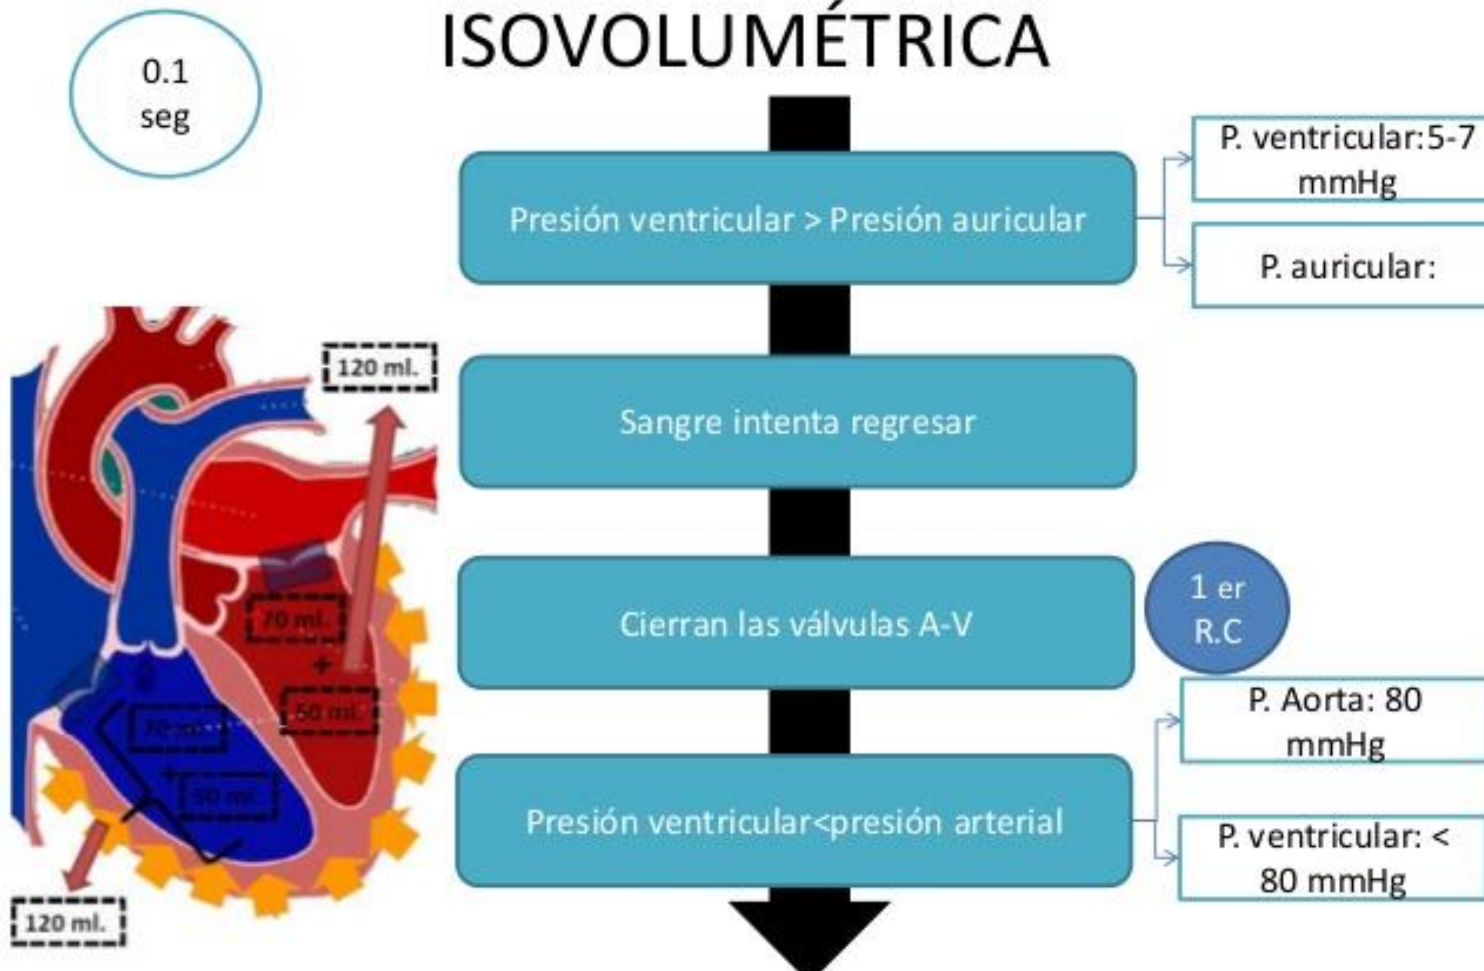 ISOVOLUMÉTRICA
0.1
seg
Presión ventricular > Presión auricular
P. ventricular:5-7
mmHg
P. auricular:
Sangre intenta regresar
Cierran las válvulas A-V
1 er
R.C
Presión ventricular<presión arterial
P. Aorta: 80
mmHg
P. ventricular: <
80 mmHg
120 ml.
70 ml.
+
50 ml.
+
50 ml.
120 ml.